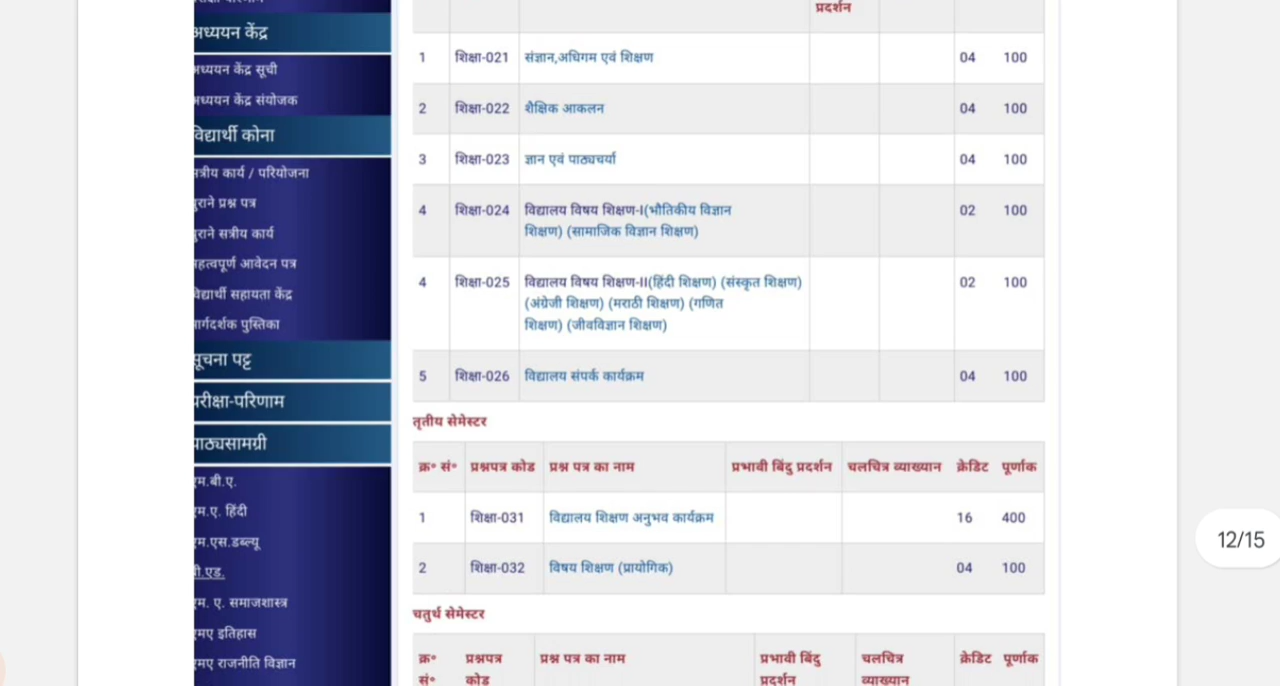 अध्ययन केंद्र
अध्ययन केंद्र सूची
अध्ययन केंद्र संयोजक
विद्यार्थी कोना
सत्रीय कार्य / परियोजना
पुराने प्रश्न पत्र
पुराने सत्रीय कार्य
महत्वपूर्ण आवेदन पत्र
विद्यार्थी सहायता केंद्र
मार्गदर्शक पुस्तिका
सूचना पट्ट
परीक्षा-परिणाम
पाठ्यसामग्री
एम.बी.ए.
एम.ए. हिंदी
एम.एस.डब्ल्यू
बी.एड.
एम. ए. समाजशास्त्र
एमए इतिहास
एमए राजनीति विज्ञान
प्रदर्शन
1 शिक्षा-021 संज्ञान,अधिगम एवं शिक्षण 04 100
2 शिक्षा-022 शैक्षिक आकलन 04 100
3 शिक्षा-023 ज्ञान एवं पाठ्यचर्या 04 100
4 शिक्षा-024 विद्यालय विषय शिक्षण-I(भौतिकीय विज्ञान 02 100
शिक्षण) (सामाजिक विज्ञान शिक्षण)
4 शिक्षा-025 विद्यालय विषय शिक्षण-II(हिंदी शिक्षण) (संस्कृत शिक्षण) 02 100
(अंग्रेजी शिक्षण) (मराठी शिक्षण) (गणित
शिक्षण) (जीवविज्ञान शिक्षण)
5 शिक्षा-026 विद्यालय संपर्क कार्यक्रम 04 100
तृतीय सेमेस्टर
क्र॰ सं॰ प्रश्नपत्र कोड प्रश्न पत्र का नाम प्रभावी बिंदु प्रदर्शन चलचित्र व्याख्यान क्रेडिट पूर्णांक
1 शिक्षा-031 विद्यालय शिक्षण अनुभव कार्यक्रम 16 400
2 शिक्षा-032 विषय शिक्षण (प्रायोगिक) 04 100
चतुर्थ सेमेस्टर
क्र॰ प्रश्नपत्र प्रश्न पत्र का नाम प्रभावी बिंदु चलचित्र क्रेडिट पूर्णांक
सं॰ कोड प्रदर्शन व्याख्यान
12/15